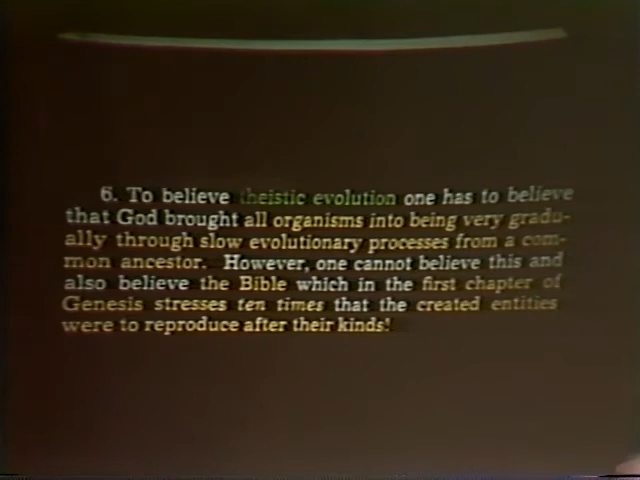 6. To believe theistic evolution one has to believe
that God brought all organisms into being very gradu-
ally through slow evolutionary processes from a com-
mon ancestor. However, one cannot believe this and
also believe the Bible which in the first chapter of
Genesis stresses ten times that the created entities
were to reproduce after their kinds!